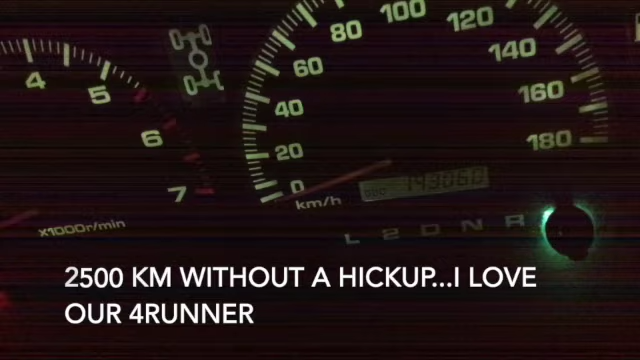 100
80
120
60
140
4
5
40
160
6
20
180
7
0
km/h
ODO
x1000r/min
L 2 D N R
2500 KM WITHOUT A HICKUP...I LOVE
OUR 4RUNNER